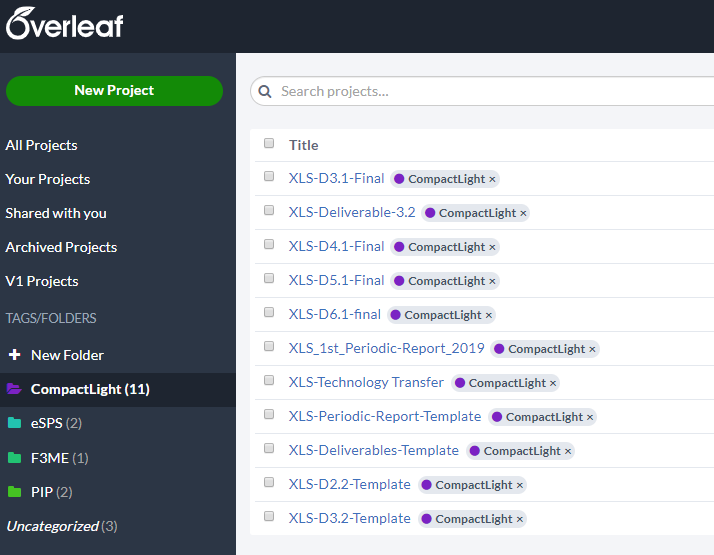 Overleaf
New Project
All Projects
Your Projects
Shared with you
Archived Projects
V1 Projects
TAGS/FOLDERS
+ New Folder
CompactLight (11)
eSPS (2)
F3ME (1)
PIP (2)
Uncategorized (3)
Search projects...
Title
XLS-D3.1-Final CompactLight ×
XLS-Deliverable-3.2 CompactLight ×
XLS-D4.1-Final CompactLight ×
XLS-D5.1-Final CompactLight ×
XLS-D6.1-final CompactLight ×
XLS_1st_Periodic-Report_2019 CompactLight ×
XLS-Technology Transfer CompactLight ×
XLS-Periodic-Report-Template CompactLight ×
XLS-Deliverables-Template CompactLight ×
XLS-D2.2-Template CompactLight ×
XLS-D3.2-Template CompactLight ×